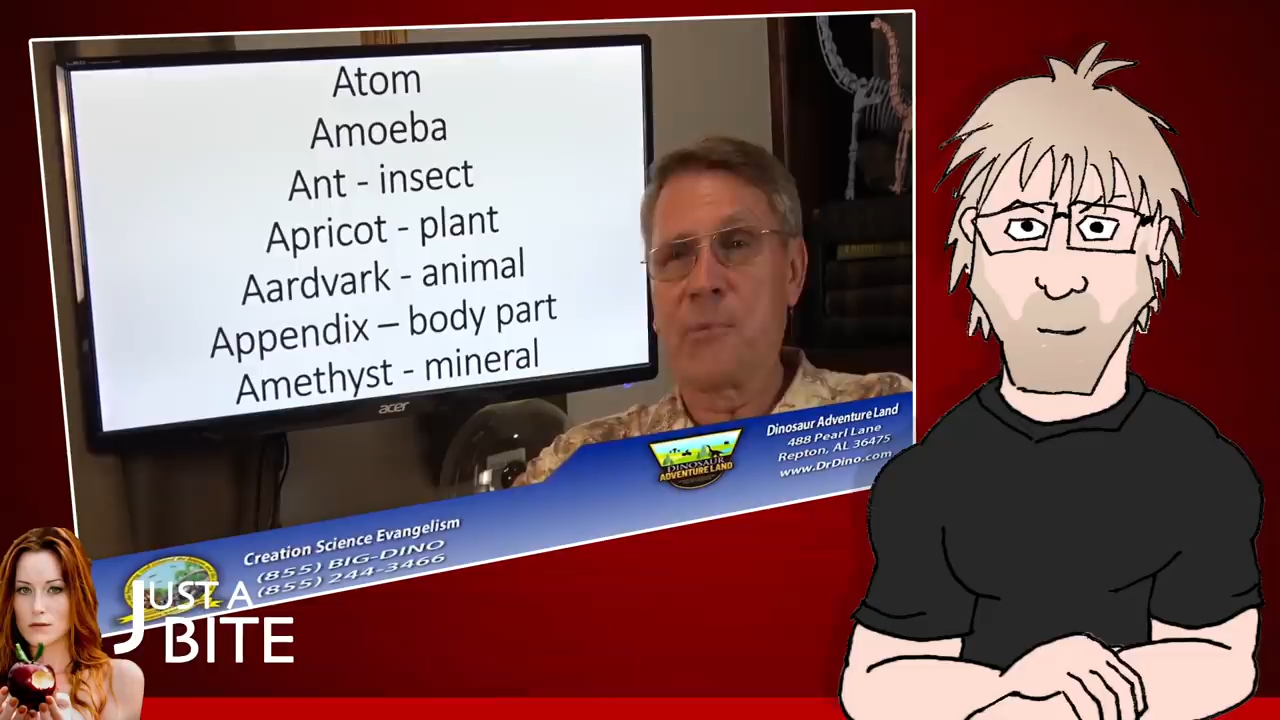 Atom
Amoeba
Ant - insect
Apricot - plant
Aardvark - animal
Appendix – body part
Amethyst - mineral
acer
DINOSAUR
ADVENTURE LAND
Dinosaur Adventure Land
488 Pearl Lane
Repton, AL 36475
www.DrDino.com
Creation Science Evangelism
(855) BIG-DINO
(855) 244-3466
JUST A
BITE